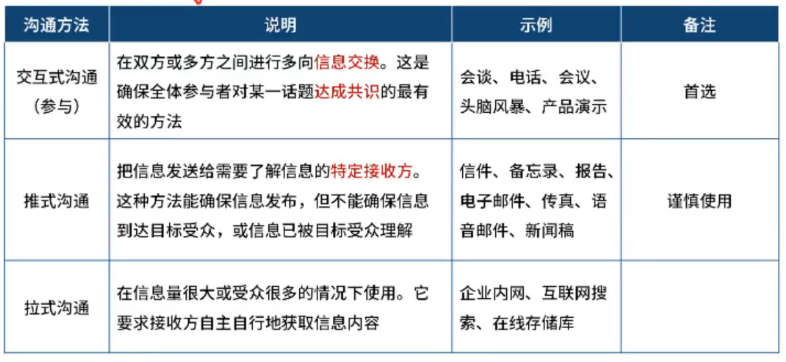 沟通方法
说明
示例
备注
交互式沟通
（参与）
在双方或多方之间进行多向信息交换。这是
确保全体参与者对某一话题达成共识的最有
效的方法
会谈、电话、会议、
头脑风暴、产品演示
首选
推式沟通
把信息发送给需要了解信息的特定接收方。
这种方法能确保信息发布，但不能确保信息
到达目标受众，或信息已被目标受众理解
信件、备忘录、报告、
电子邮件、传真、语
音邮件、新闻稿
谨慎使用
拉式沟通
在信息量很大或受众很多的情况下使用。它
要求接收方自主自行地获取信息内容
企业内网、互联网搜
索、在线存储库